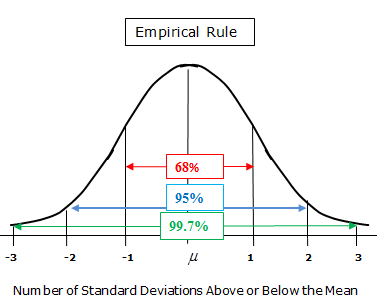 Empirical Rule
68%
95%
99.7%
-3 -2 -1 μ 1 2 3
Number of Standard Deviations Above or Below the Mean